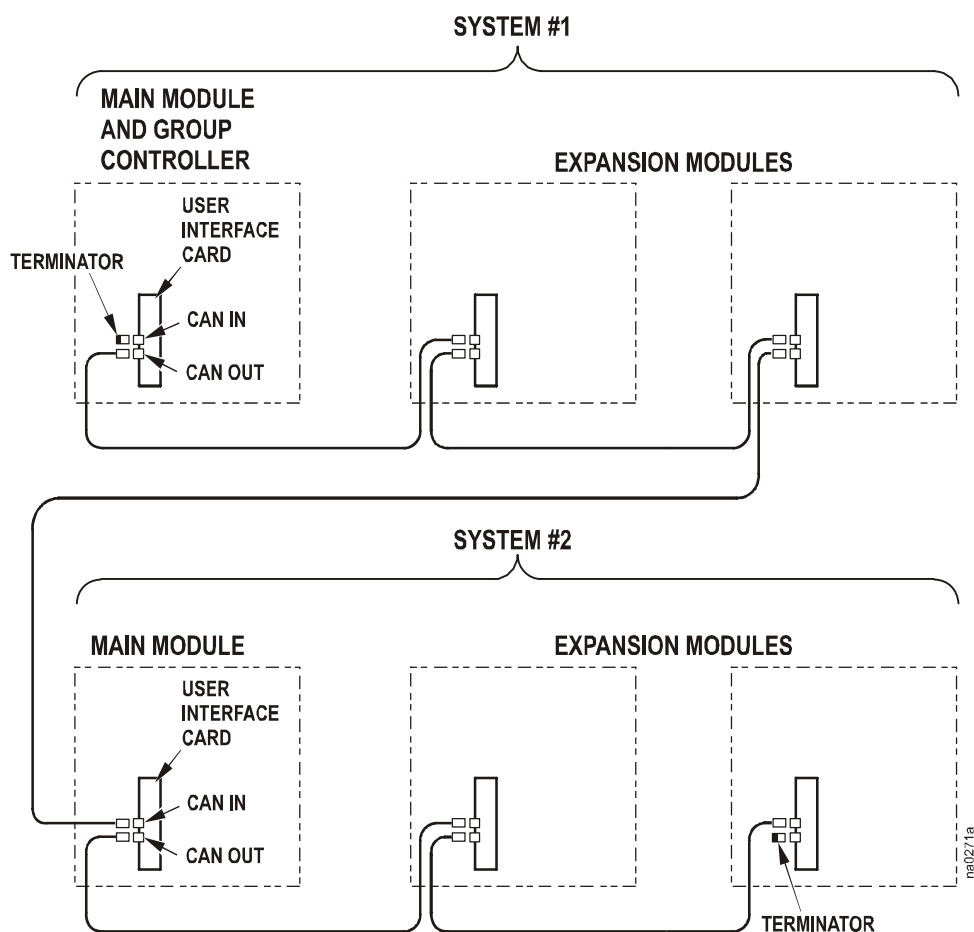 SYSTEM #1
MAIN MODULE
AND GROUP
CONTROLLER
EXPANSION MODULES
USER
INTERFACE
CARD
TERMINATOR
CAN IN
CAN OUT
SYSTEM #2
MAIN MODULE
EXPANSION MODULES
USER
INTERFACE
CARD
CAN IN
CAN OUT
TERMINATOR
na0271a